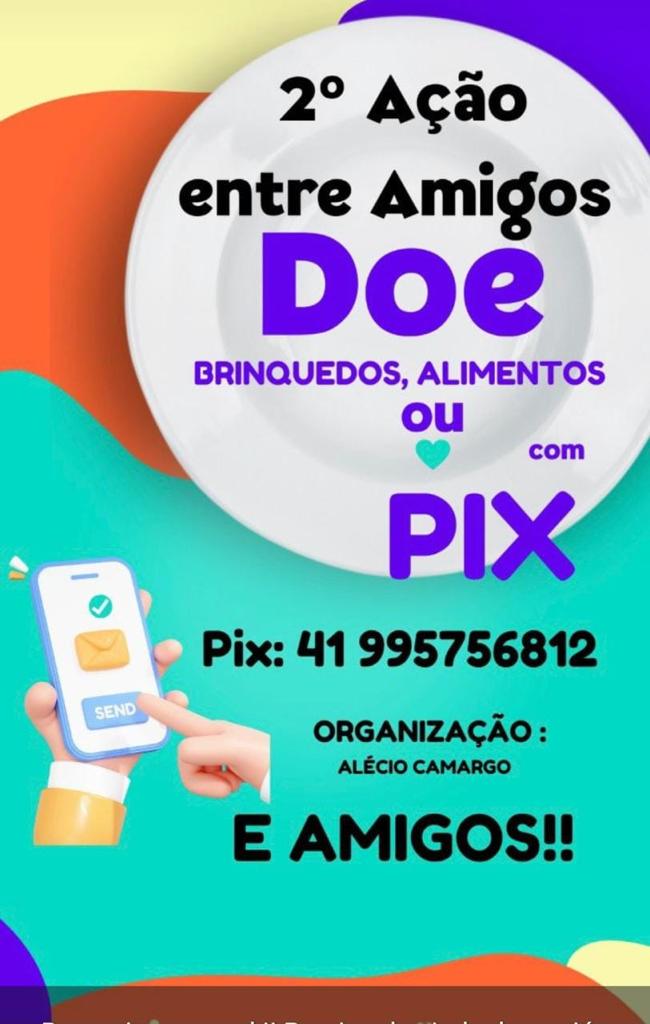 2º Ação
entre Amigos
Doe
BRINQUEDOS, ALIMENTOS
ou
com
PIX
Pix: 41 995756812
SEND
ORGANIZAÇÃO :
ALÉCIO CAMARGO
E AMIGOS!!